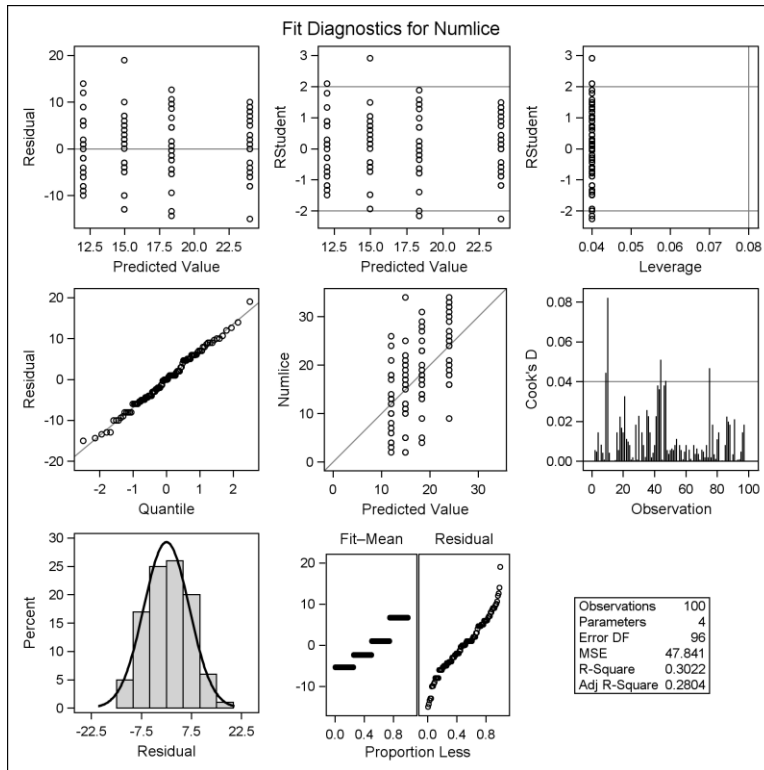 Fit Diagnostics for Numlice
20
10
0
-10
Residual
12.5 15.0 17.5 20.0 22.5
Predicted Value
3
2
1
0
-1
-2
RStudent
12.5 15.0 17.5 20.0 22.5
Predicted Value
3
2
1
0
-1
-2
RStudent
0.04 0.05 0.06 0.07 0.08
Leverage
20
10
0
-10
-20
Residual
-2 -1 0 1 2
Quantile
30
20
10
0
Numlice
0 10 20 30
Predicted Value
0.08
0.06
0.04
0.02
0.00
Cook's D
0 20 40 60 80 100
Observation
30
25
20
15
10
5
0
Percent
-22.5 -7.5 7.5 22.5
Residual
Fit–Mean Residual
20
10
0
-10
0.0 0.4 0.8 0.0 0.4 0.8
Proportion Less
Observations 100
Parameters 4
Error DF 96
MSE 47.841
R-Square 0.3022
Adj R-Square 0.2804